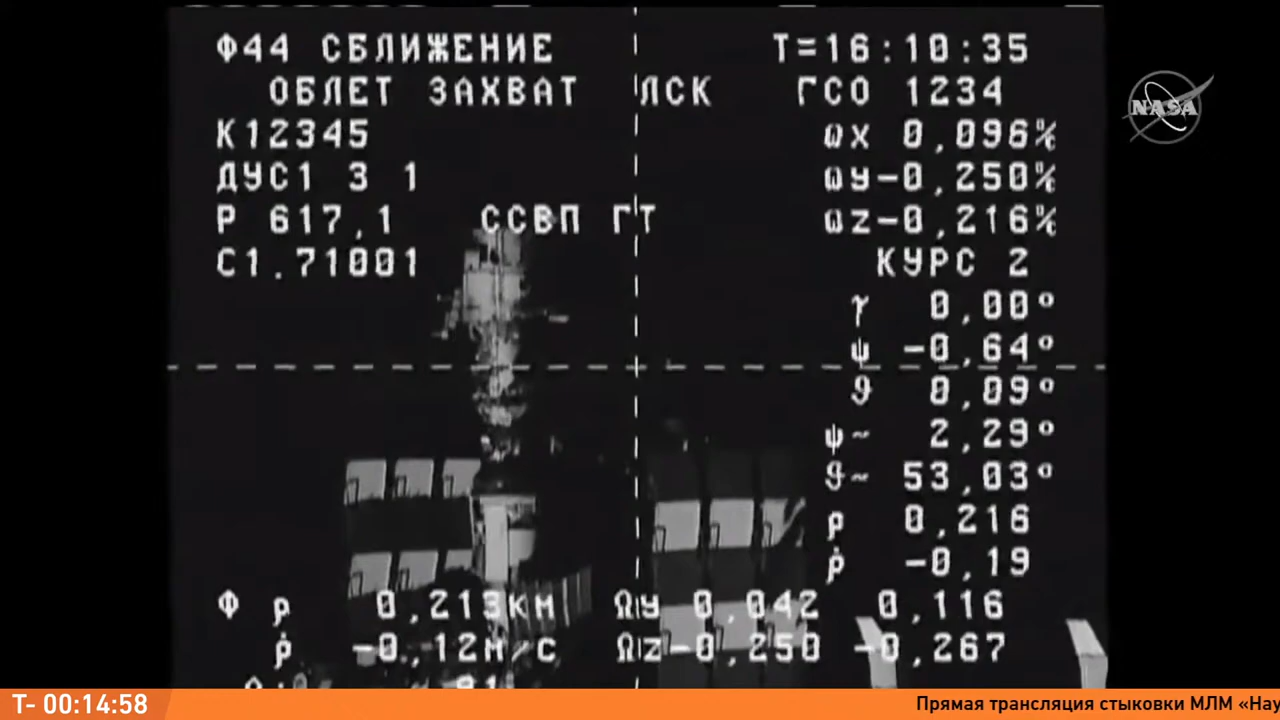 Ф44 СБЛИЖЕНИЕ T=16:10:35
ОБЛЕТ ЗАХВАТ ЛСК ГСО 1234
NASA
К12345 ωX 0,096%
ДУС1 3 1 ωY-0,250%
Р 617,1 ССВП ГТ ωZ-0,216%
С1.71001 КУРС 2
γ 0,00°
ψ -0,64°
ϑ 0,09°
ψ~ 2,29°
ϑ~ 53,03°
ρ 0,216
ρ̇ -0,19
Ф ρ 0,213км Ωy 0,042 0,116
ρ̇ -0,12м/с Ωz-0,250 -0,267
T- 00:14:58
Прямая трансляция стыковки МЛМ «Нау